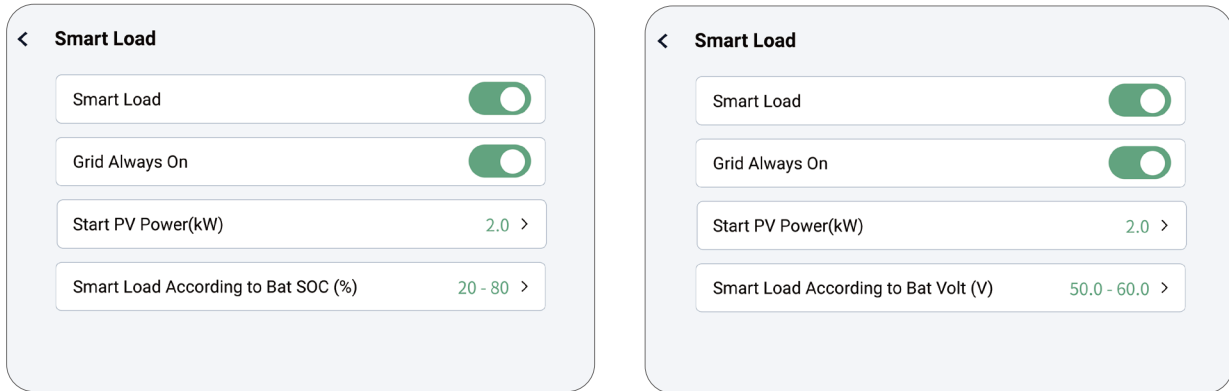 Smart Load
Smart Load
Grid Always On
Start PV Power(kW) 2.0
Smart Load According to Bat SOC (%) 20 - 80
Smart Load
Smart Load
Grid Always On
Start PV Power(kW) 2.0
Smart Load According to Bat Volt (V) 50.0 - 60.0